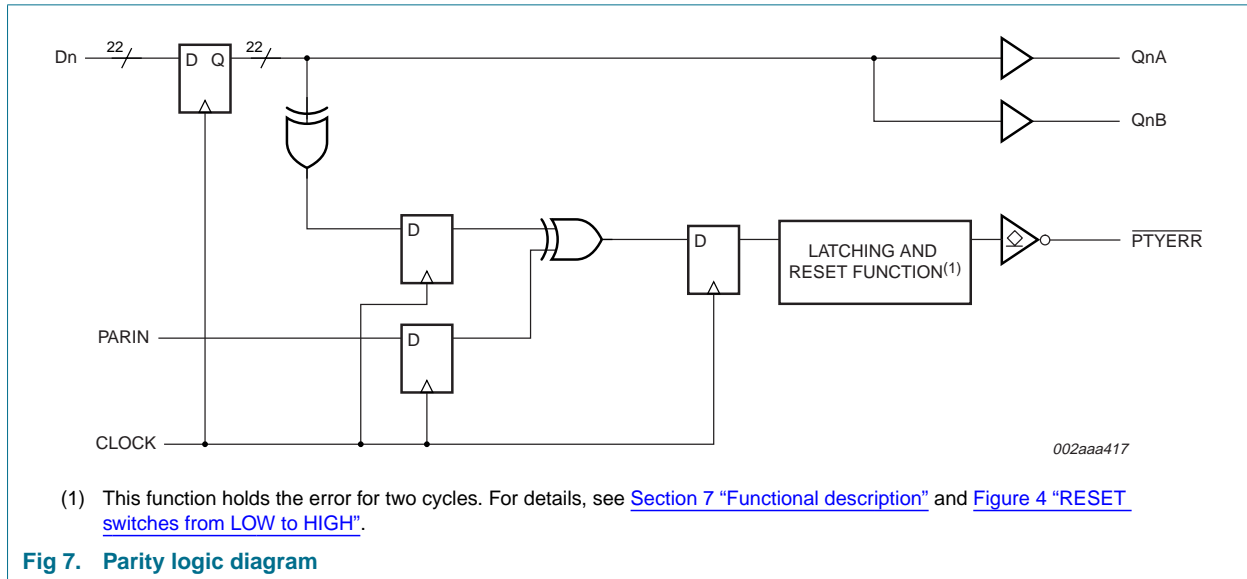 Dn
22
D Q
22
QnA
QnB
D
D
LATCHING AND
RESET FUNCTION(1)
PTYERR
PARIN
D
CLOCK
002aaa417
(1) This function holds the error for two cycles. For details, see Section 7 “Functional description” and Figure 4 “RESET
switches from LOW to HIGH”.
Fig 7. Parity logic diagram